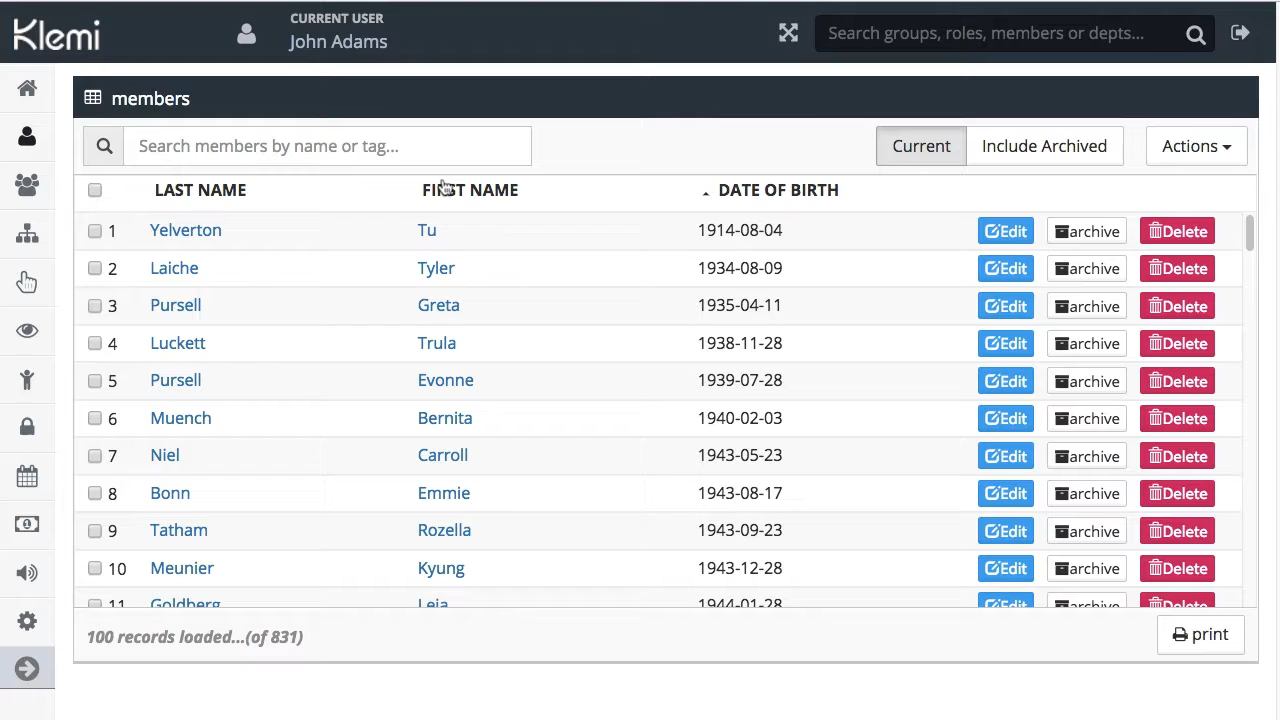 Klemi
CURRENT USER
John Adams
Search groups, roles, members or depts...
members
Search members by name or tag...
Current
Include Archived
Actions
LAST NAME FIRST NAME DATE OF BIRTH
1 Yelverton Tu 1914-08-04 Edit archive Delete
2 Laiche Tyler 1934-08-09 Edit archive Delete
3 Pursell Greta 1935-04-11 Edit archive Delete
4 Luckett Trula 1938-11-28 Edit archive Delete
5 Pursell Evonne 1939-07-28 Edit archive Delete
6 Muench Bernita 1940-02-03 Edit archive Delete
7 Niel Carroll 1943-05-23 Edit archive Delete
8 Bonn Emmie 1943-08-17 Edit archive Delete
9 Tatham Rozella 1943-09-23 Edit archive Delete
10 Meunier Kyung 1943-12-28 Edit archive Delete
11 Goldberg Leia 1944-01-28 Edit archive Delete
100 records loaded...(of 831)
print